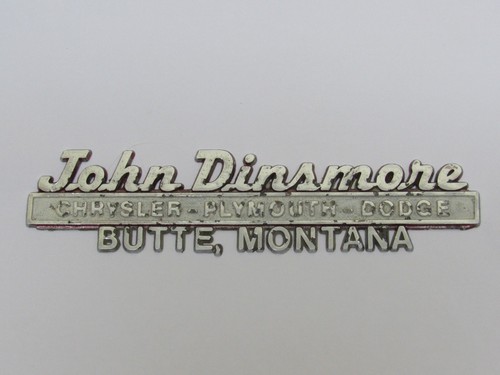 John Dinsmore
CHRYSLER - PLYMOUTH - DODGE
BUTTE, MONTANA